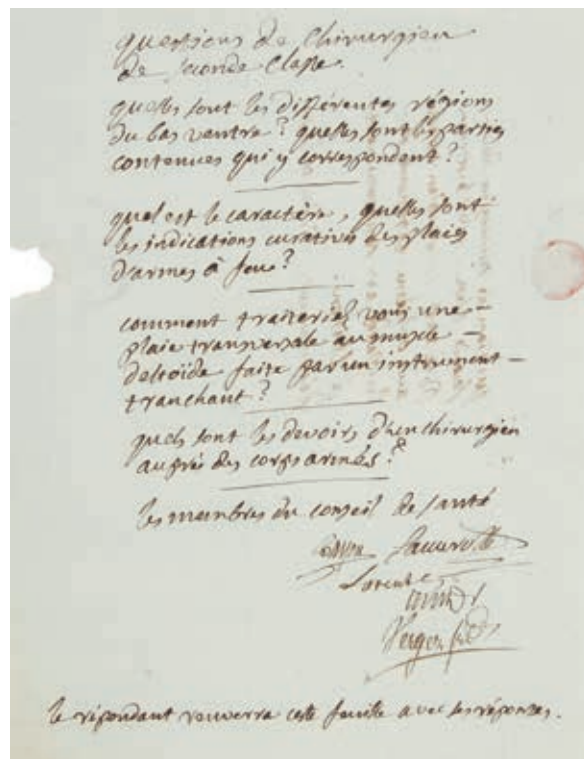 questions de Chirurgien
de seconde Classe.
quelles sont les différentes régions
du bas ventre? quelles sont les parties
contenues qui y correspondent?
quel est le caractère, quelles sont
les indications curatives des plaies
d'armes à feu?
comment traiteriez vous une
plaie transversale au muscle
deltoïde faite par un instrument
tranchant?
quels sont les devoirs d'un chirurgien
auprès des corps armés?
les membres du conseil de santé
Lorentz
le répondant renverra cette feuille avec ses réponses.